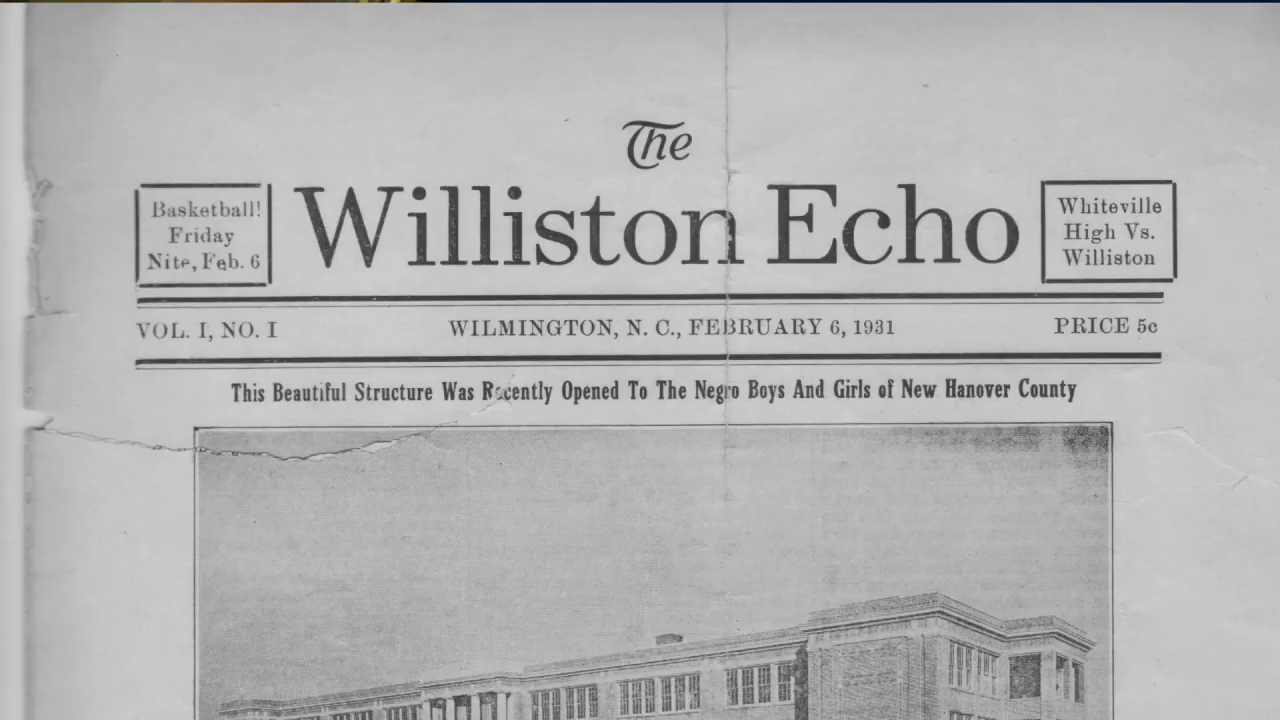 The
Basketball!
Friday
Nite, Feb. 6
Williston Echo
Whiteville
High Vs.
Williston
VOL. I, NO. I
WILMINGTON, N. C., FEBRUARY 6, 1931
PRICE 5c
This Beautiful Structure Was Recently Opened To The Negro Boys And Girls of New Hanover County